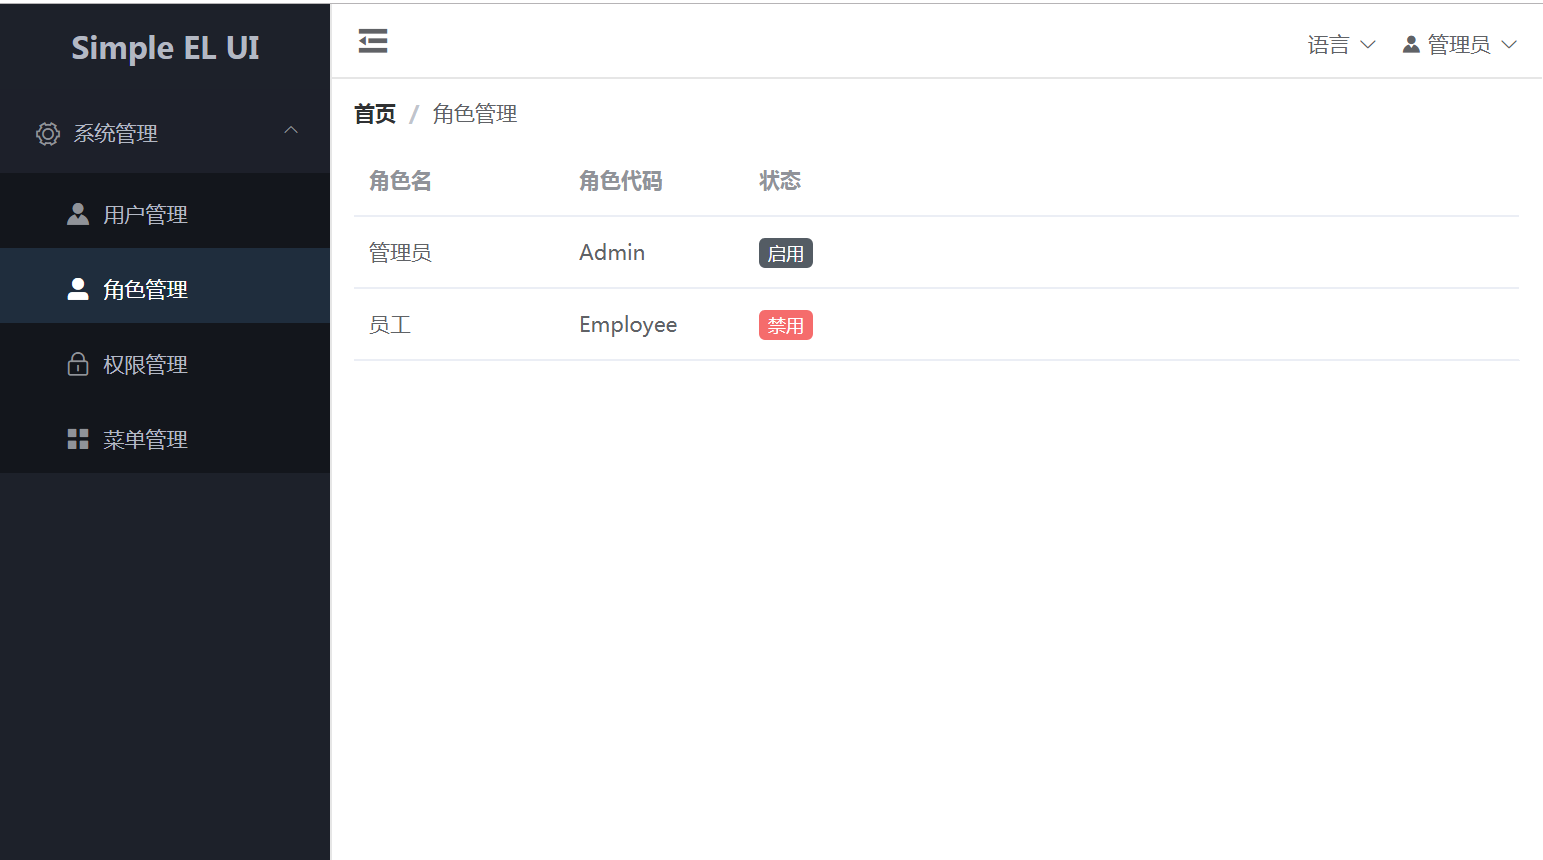 Simple EL UI
系统管理
用户管理
角色管理
权限管理
菜单管理
语言 管理员
首页 / 角色管理
角色名 角色代码 状态
管理员 Admin 启用
员工 Employee 禁用